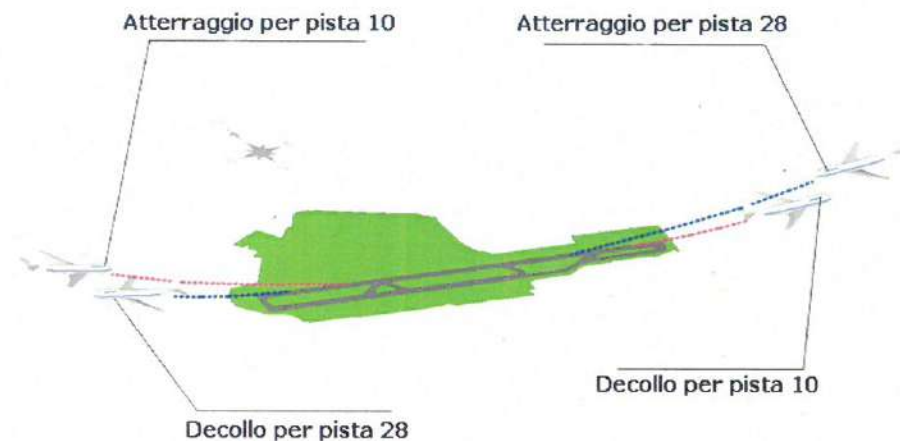 Atterraggio per pista 10
Atterraggio per pista 28
Decollo per pista 10
Decollo per pista 28